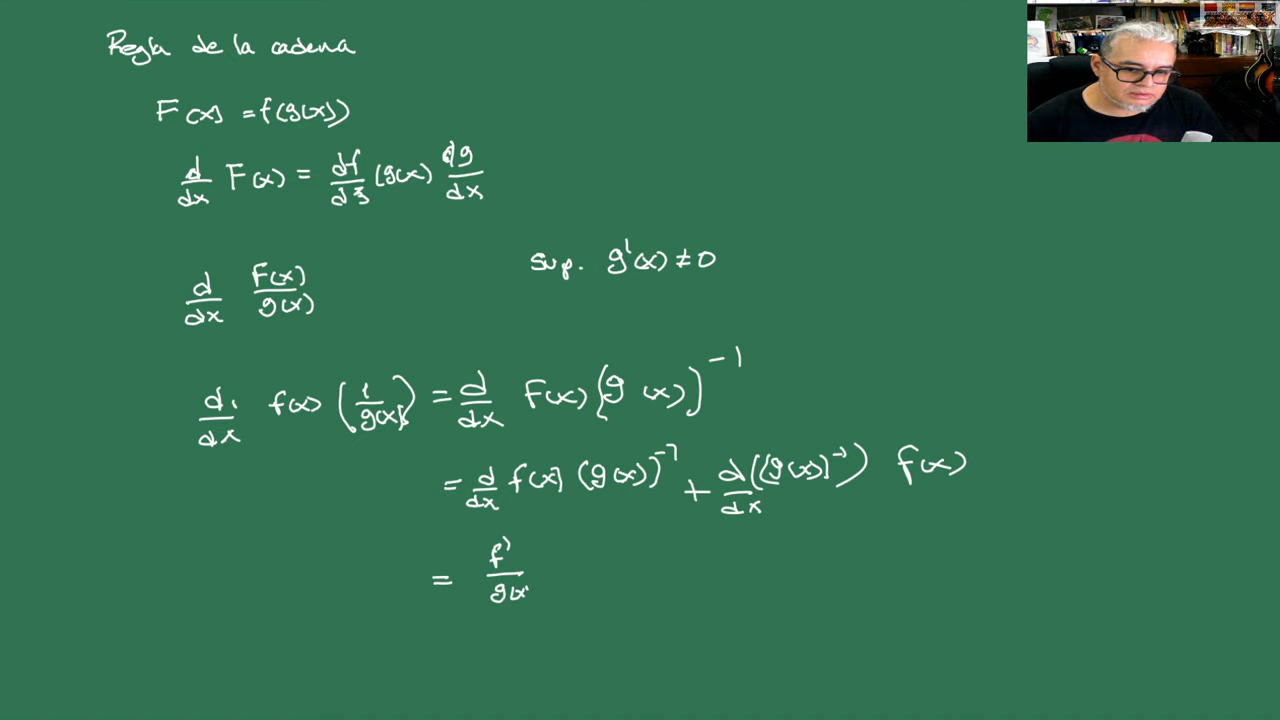 Regla de la cadena
F(x) = f(g(x))
d/dx F(x) = df/dξ (g(x)) dg/dx
d/dx F(x)/g(x) sup. g'(x) ≠ 0
d/dx f(x) (1/g(x)) = d/dx F(x) (g(x))^-1
= d/dx f(x) (g(x))^-1 + d/dx ((g(x))^-1) f(x)
= f'/g(x